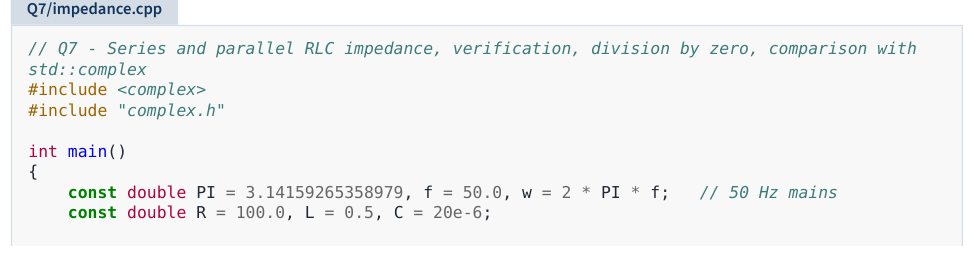 Q7/impedance.cpp
// Q7 - Series and parallel RLC impedance, verification, division by zero, comparison with
std::complex
#include <complex>
#include "complex.h"
int main()
{
    const double PI = 3.14159265358979, f = 50.0, w = 2 * PI * f;   // 50 Hz mains
    const double R = 100.0, L = 0.5, C = 20e-6;